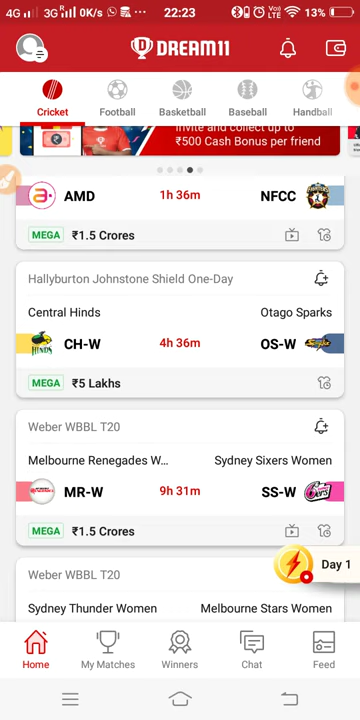 4G 3G R 0K/s ... 22:23 VoLTE 13%
DREAM11
Cricket Football Basketball Baseball Handball
Invite and collect up to
₹500 Cash Bonus per friend
AMD 1h 36m NFCC
MEGA ₹1.5 Crores
Hallyburton Johnstone Shield One-Day
Central Hinds Otago Sparks
CH-W 4h 36m OS-W
MEGA ₹5 Lakhs
Weber WBBL T20
Melbourne Renegades W... Sydney Sixers Women
MR-W 9h 31m SS-W
MEGA ₹1.5 Crores
Day 1
Weber WBBL T20
Sydney Thunder Women Melbourne Stars Women
Home My Matches Winners Chat Feed